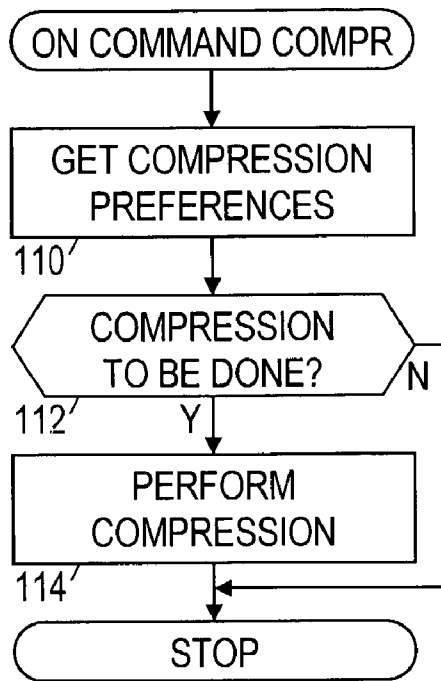 ON COMMAND COMPR
GET COMPRESSION
PREFERENCES
110
COMPRESSION
TO BE DONE?
N
112
Y
PERFORM
COMPRESSION
114
STOP